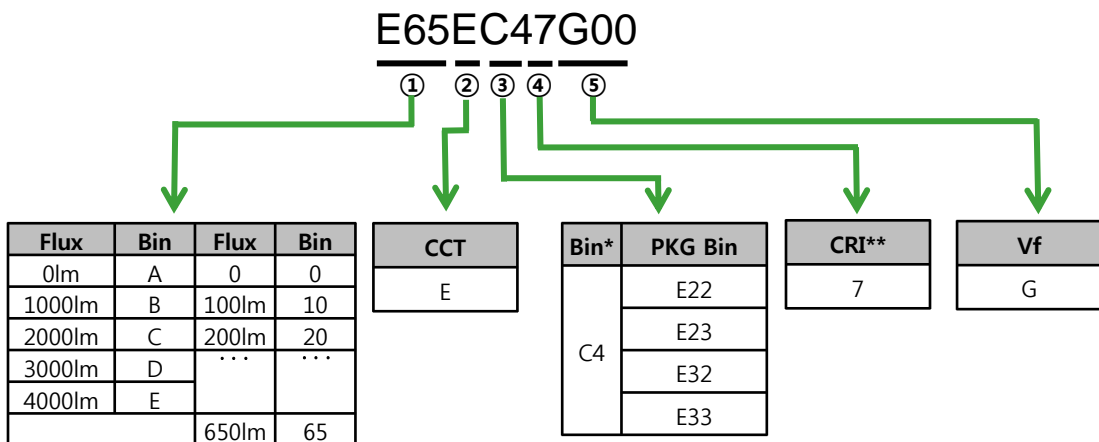 E65EC47G00
① ② ③ ④ ⑤
Flux Bin Flux Bin
0lm A 0 0
1000lm B 100lm 10
2000lm C 200lm 20
3000lm D ... ...
4000lm E
650lm 65
CCT
E
Bin* PKG Bin
C4
E22
E23
E32
E33
CRI**
7
Vf
G